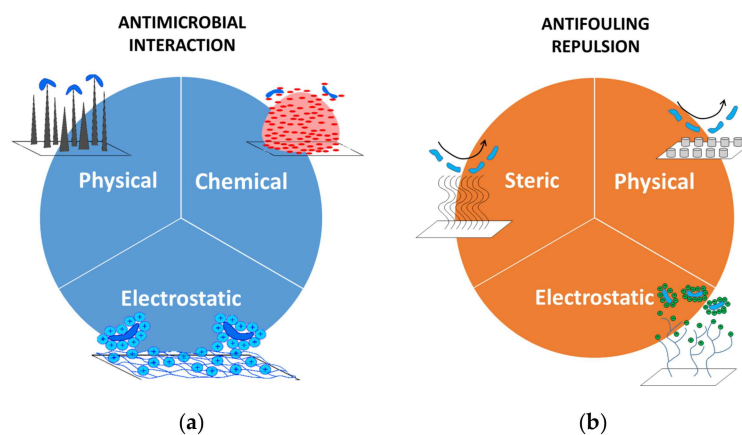 ANTIMICROBIAL
INTERACTION
Physical
Chemical
Electrostatic
(a)
ANTIFOULING
REPULSION
Steric
Physical
Electrostatic
(b)